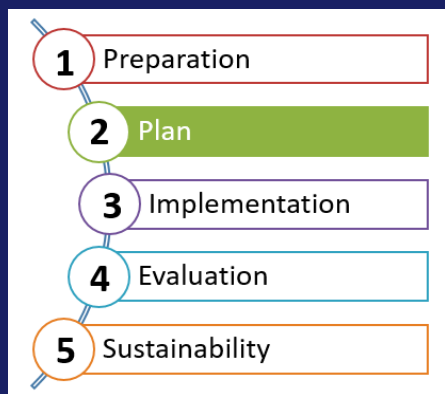 1 Preparation
2 Plan
3 Implementation
4 Evaluation
5 Sustainability